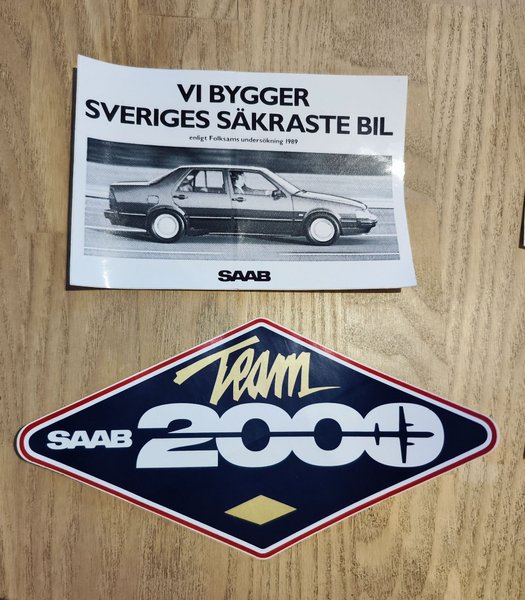 VI BYGGER
SVERIGES SÄKRASTE BIL
enligt Folksams undersökning 1989
SAAB
Team
SAAB 2000